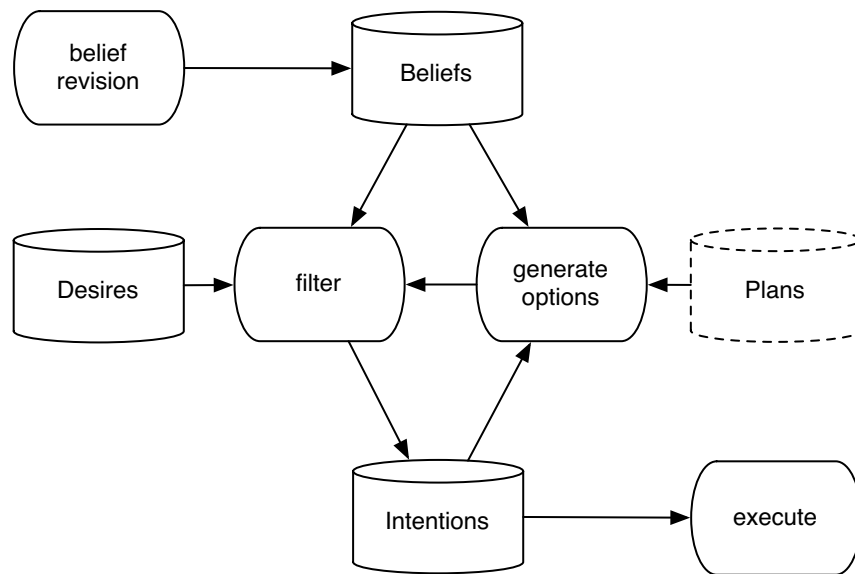 belief
revision
Beliefs
Desires
filter
generate
options
Plans
Intentions
execute